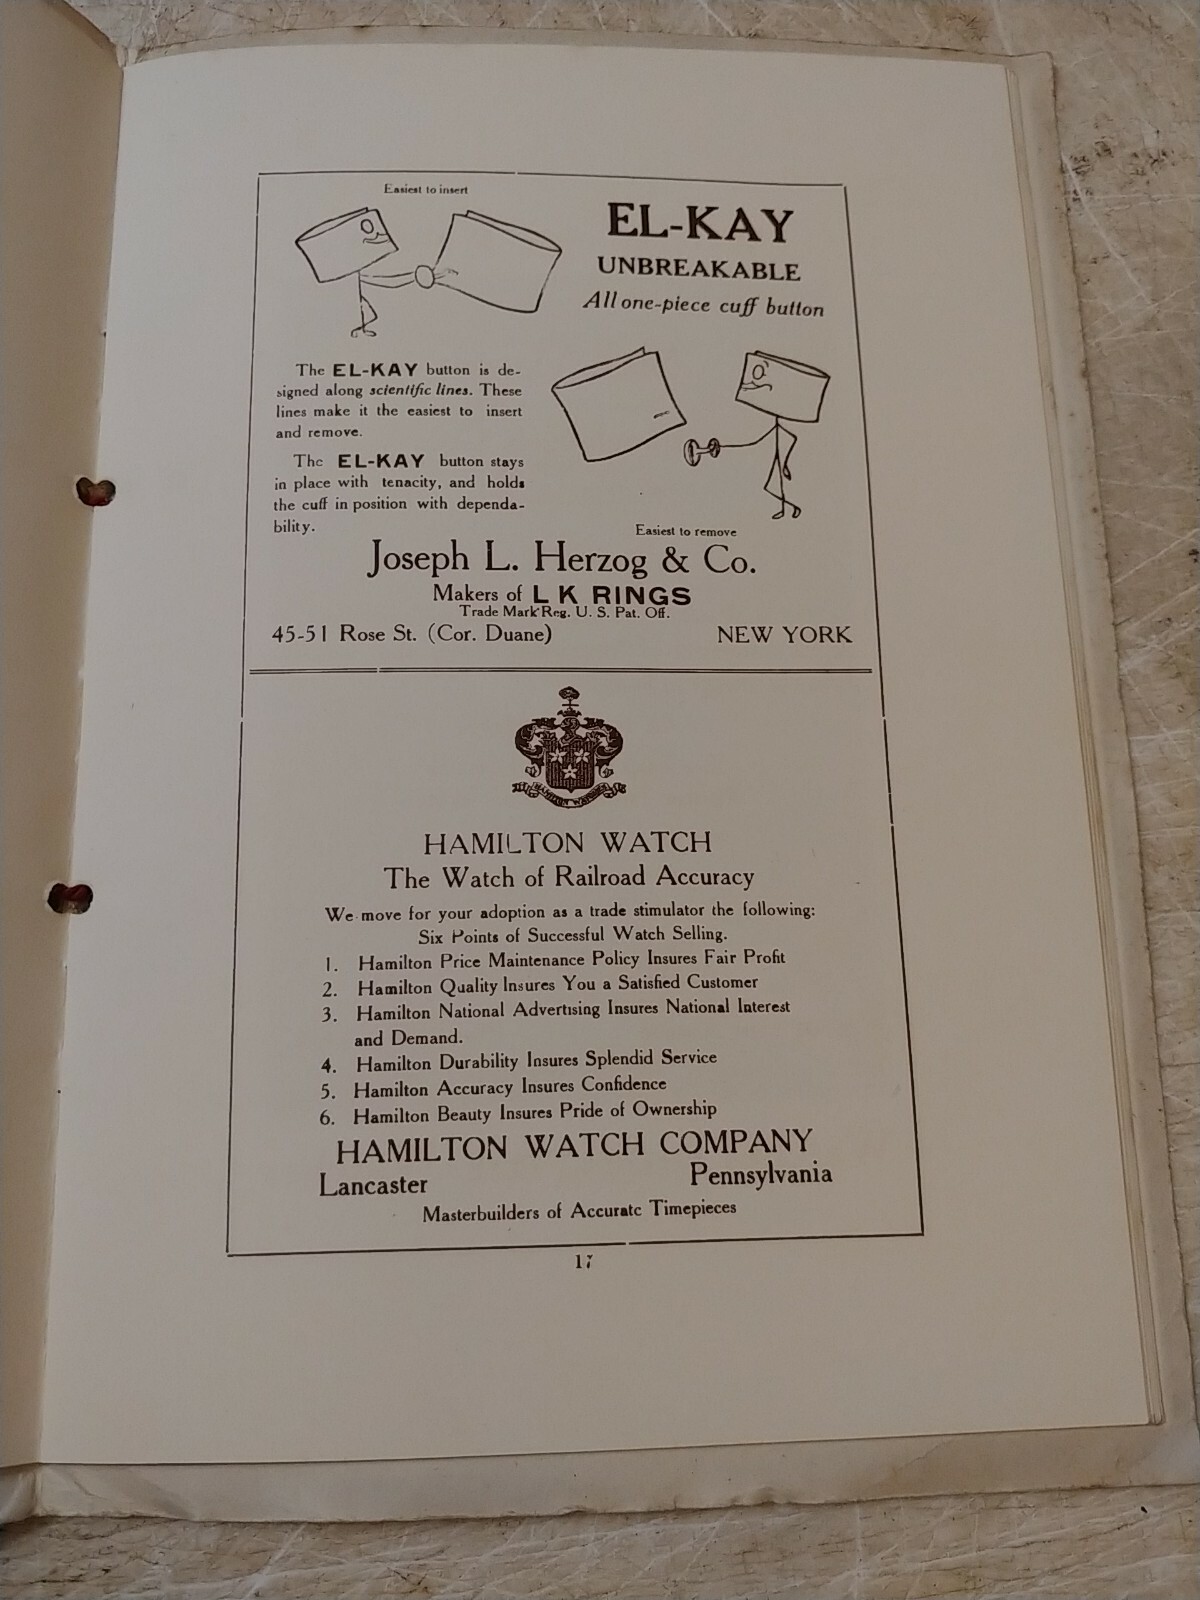 Easiest to insert
EL-KAY
UNBREAKABLE
All one-piece cuff button
The EL-KAY button is de-
signed along scientific lines. These
lines make it the easiest to insert
and remove.
The EL-KAY button stays
in place with tenacity, and holds
the cuff in position with dependa-
bility.
Easiest to remove
Joseph L. Herzog & Co.
Makers of L K RINGS
Trade Mark Reg. U. S. Pat. Off.
45-51 Rose St. (Cor. Duane) NEW YORK
HAMILTON WATCH
HAMILTON WATCH
The Watch of Railroad Accuracy
We move for your adoption as a trade stimulator the following:
Six Points of Successful Watch Selling.
1. Hamilton Price Maintenance Policy Insures Fair Profit
2. Hamilton Quality Insures You a Satisfied Customer
3. Hamilton National Advertising Insures National Interest
and Demand.
4. Hamilton Durability Insures Splendid Service
5. Hamilton Accuracy Insures Confidence
6. Hamilton Beauty Insures Pride of Ownership
HAMILTON WATCH COMPANY
Lancaster Pennsylvania
Masterbuilders of Accurate Timepieces
17